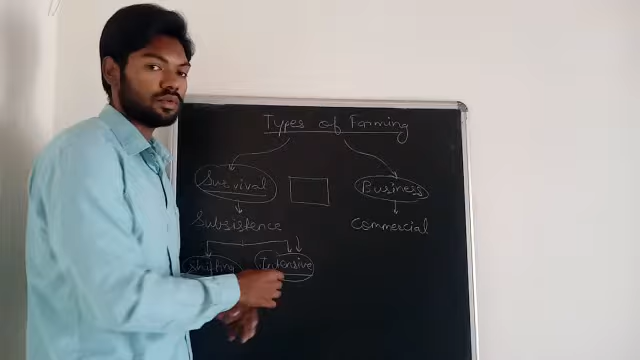 Types of Farming
Survival Business
Subsistence Commercial
Shifting Intensive